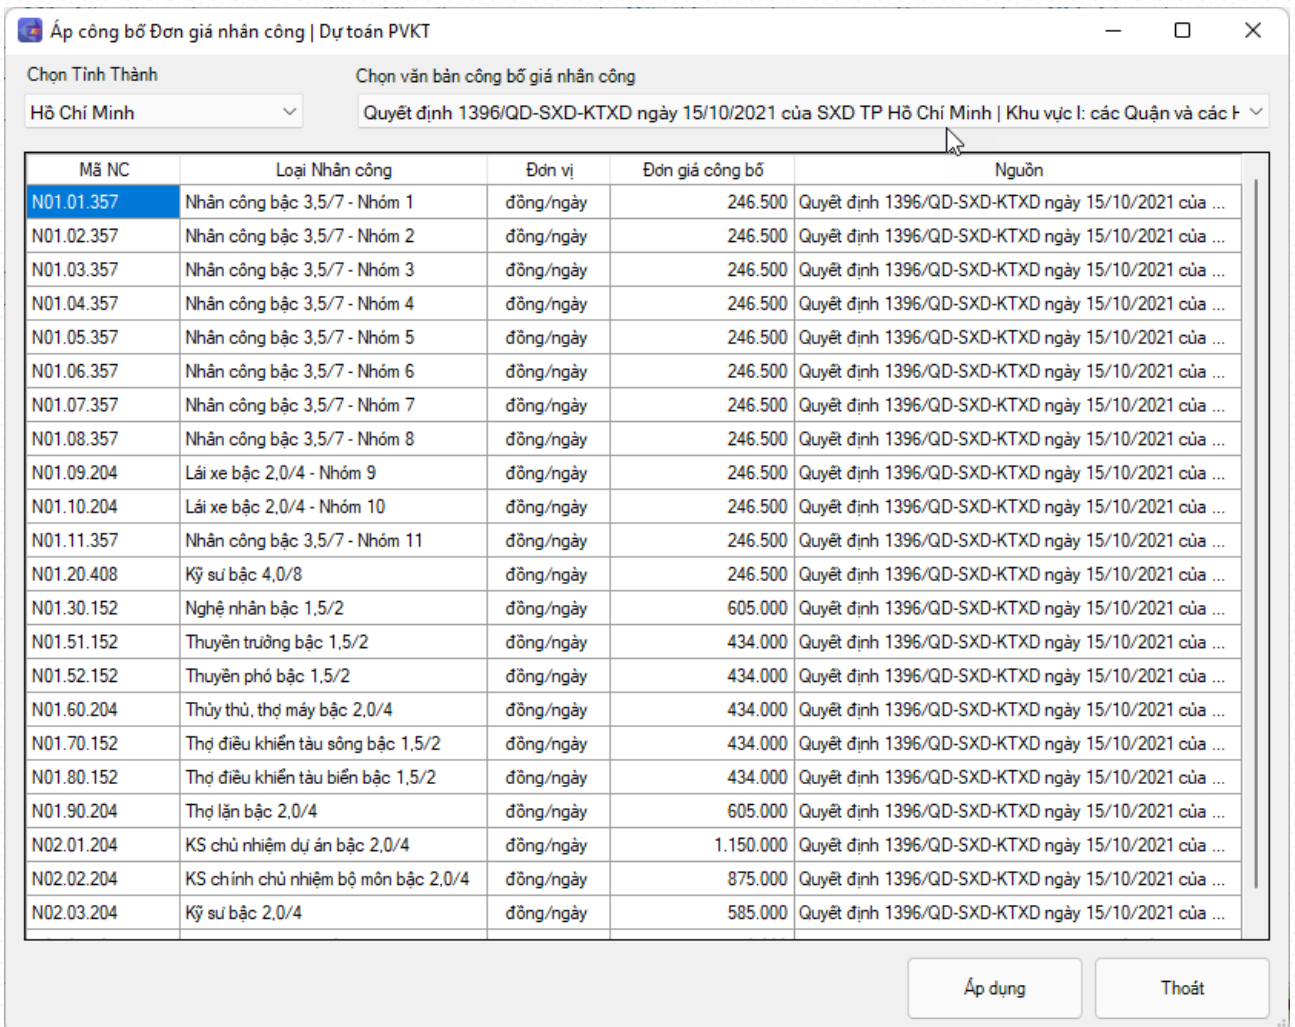 Áp công bố Đơn giá nhân công | Dự toán PVKT
Chọn Tỉnh Thành
Chọn văn bản công bố giá nhân công
Hồ Chí Minh
Quyết định 1396/QD-SXD-KTXD ngày 15/10/2021 của SXD TP Hồ Chí Minh | Khu vực I: các Quận và các H
Mã NC Loại Nhân công Đơn vị Đơn giá công bố Nguồn
N01.01.357 Nhân công bậc 3,5/7 - Nhóm 1 đồng/ngày 246.500 Quyết định 1396/QD-SXD-KTXD ngày 15/10/2021 của ...
N01.02.357 Nhân công bậc 3,5/7 - Nhóm 2 đồng/ngày 246.500 Quyết định 1396/QD-SXD-KTXD ngày 15/10/2021 của ...
N01.03.357 Nhân công bậc 3,5/7 - Nhóm 3 đồng/ngày 246.500 Quyết định 1396/QD-SXD-KTXD ngày 15/10/2021 của ...
N01.04.357 Nhân công bậc 3,5/7 - Nhóm 4 đồng/ngày 246.500 Quyết định 1396/QD-SXD-KTXD ngày 15/10/2021 của ...
N01.05.357 Nhân công bậc 3,5/7 - Nhóm 5 đồng/ngày 246.500 Quyết định 1396/QD-SXD-KTXD ngày 15/10/2021 của ...
N01.06.357 Nhân công bậc 3,5/7 - Nhóm 6 đồng/ngày 246.500 Quyết định 1396/QD-SXD-KTXD ngày 15/10/2021 của ...
N01.07.357 Nhân công bậc 3,5/7 - Nhóm 7 đồng/ngày 246.500 Quyết định 1396/QD-SXD-KTXD ngày 15/10/2021 của ...
N01.08.357 Nhân công bậc 3,5/7 - Nhóm 8 đồng/ngày 246.500 Quyết định 1396/QD-SXD-KTXD ngày 15/10/2021 của ...
N01.09.204 Lái xe bậc 2,0/4 - Nhóm 9 đồng/ngày 246.500 Quyết định 1396/QD-SXD-KTXD ngày 15/10/2021 của ...
N01.10.204 Lái xe bậc 2,0/4 - Nhóm 10 đồng/ngày 246.500 Quyết định 1396/QD-SXD-KTXD ngày 15/10/2021 của ...
N01.11.357 Nhân công bậc 3,5/7 - Nhóm 11 đồng/ngày 246.500 Quyết định 1396/QD-SXD-KTXD ngày 15/10/2021 của ...
N01.20.408 Kỹ sư bậc 4,0/8 đồng/ngày 246.500 Quyết định 1396/QD-SXD-KTXD ngày 15/10/2021 của ...
N01.30.152 Nghệ nhân bậc 1,5/2 đồng/ngày 605.000 Quyết định 1396/QD-SXD-KTXD ngày 15/10/2021 của ...
N01.51.152 Thuyền trưởng bậc 1,5/2 đồng/ngày 434.000 Quyết định 1396/QD-SXD-KTXD ngày 15/10/2021 của ...
N01.52.152 Thuyền phó bậc 1,5/2 đồng/ngày 434.000 Quyết định 1396/QD-SXD-KTXD ngày 15/10/2021 của ...
N01.60.204 Thủy thủ, thợ máy bậc 2,0/4 đồng/ngày 434.000 Quyết định 1396/QD-SXD-KTXD ngày 15/10/2021 của ...
N01.70.152 Thợ điều khiển tàu sông bậc 1,5/2 đồng/ngày 434.000 Quyết định 1396/QD-SXD-KTXD ngày 15/10/2021 của ...
N01.80.152 Thợ điều khiển tàu biển bậc 1,5/2 đồng/ngày 434.000 Quyết định 1396/QD-SXD-KTXD ngày 15/10/2021 của ...
N01.90.204 Thợ lặn bậc 2,0/4 đồng/ngày 605.000 Quyết định 1396/QD-SXD-KTXD ngày 15/10/2021 của ...
N02.01.204 KS chủ nhiệm dự án bậc 2,0/4 đồng/ngày 1.150.000 Quyết định 1396/QD-SXD-KTXD ngày 15/10/2021 của ...
N02.02.204 KS chính chủ nhiệm bộ môn bậc 2,0/4 đồng/ngày 875.000 Quyết định 1396/QD-SXD-KTXD ngày 15/10/2021 của ...
N02.03.204 Kỹ sư bậc 2,0/4 đồng/ngày 585.000 Quyết định 1396/QD-SXD-KTXD ngày 15/10/2021 của ...
Áp dụng
Thoát